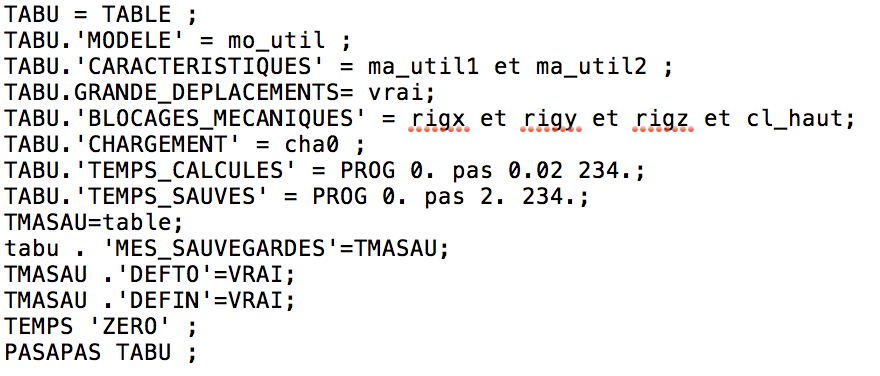 TABU = TABLE ;
TABU.'MODELE' = mo_util ;
TABU.'CARACTERISTIQUES' = ma_util1 et ma_util2 ;
TABU.GRANDE_DEPLACEMENTS= vrai;
TABU.'BLOCAGES_MECANIQUES' = rigx et rigy et rigz et cl_haut;
TABU.'CHARGEMENT' = cha0 ;
TABU.'TEMPS_CALCULES' = PROG 0. pas 0.02 234.;
TABU.'TEMPS_SAUVES' = PROG 0. pas 2. 234.;
TMASAU=table;
tabu . 'MES_SAUVEGARDES'=TMASAU;
TMASAU .'DEFTO'=VRAI;
TMASAU .'DEFIN'=VRAI;
TEMPS 'ZERO' ;
PASAPAS TABU ;